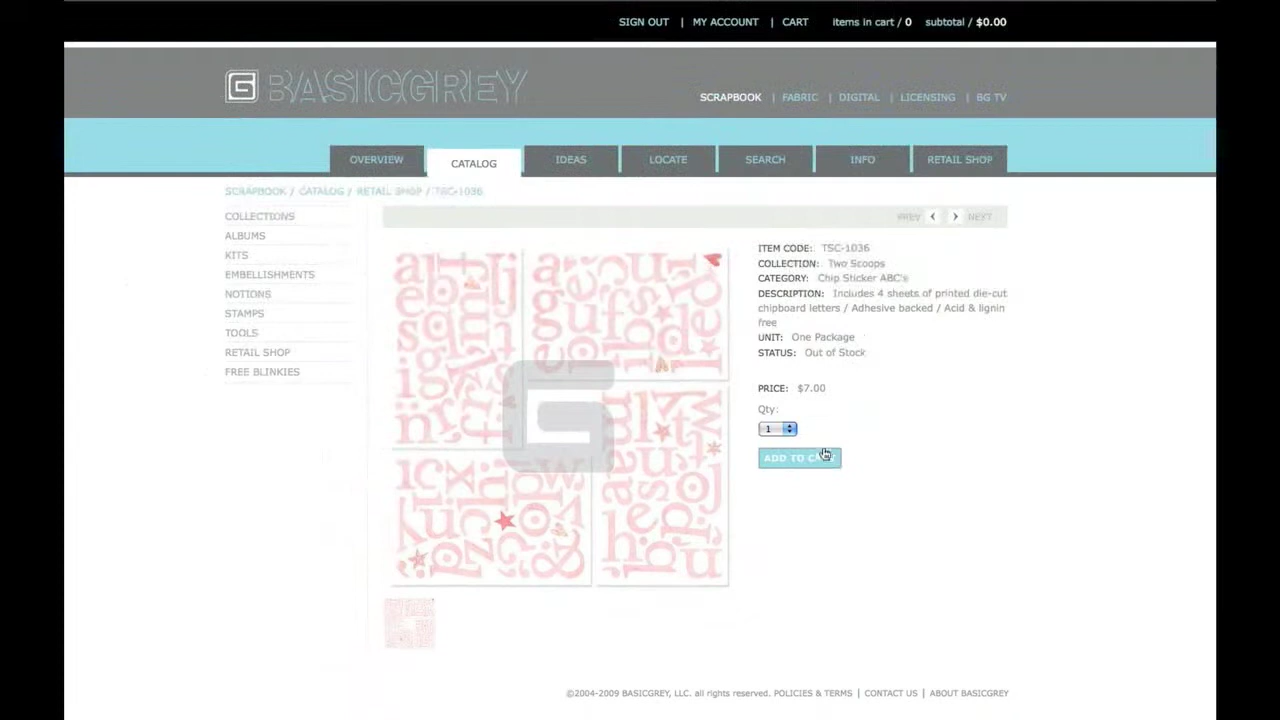 SIGN OUT | MY ACCOUNT | CART items in cart / 0 subtotal / $0.00
G BASICGREY
SCRAPBOOK | FABRIC | DIGITAL | LICENSING | BG TV
OVERVIEW CATALOG IDEAS LOCATE SEARCH INFO RETAIL SHOP
SCRAPBOOK / CATALOG / RETAIL SHOP / TSC-1036
COLLECTIONS
ALBUMS
KITS
EMBELLISHMENTS
NOTIONS
STAMPS
TOOLS
RETAIL SHOP
FREE BLINKIES
PREV NEXT
ITEM CODE: TSC-1036
COLLECTION: Two Scoops
CATEGORY: Chip Sticker ABC's
DESCRIPTION: Includes 4 sheets of printed die-cut
chipboard letters / Adhesive backed / Acid & lignin
free
UNIT: One Package
STATUS: Out of Stock
PRICE: $7.00
Qty:
1
ADD TO CART
©2004-2009 BASICGREY, LLC. all rights reserved. POLICIES & TERMS | CONTACT US | ABOUT BASICGREY